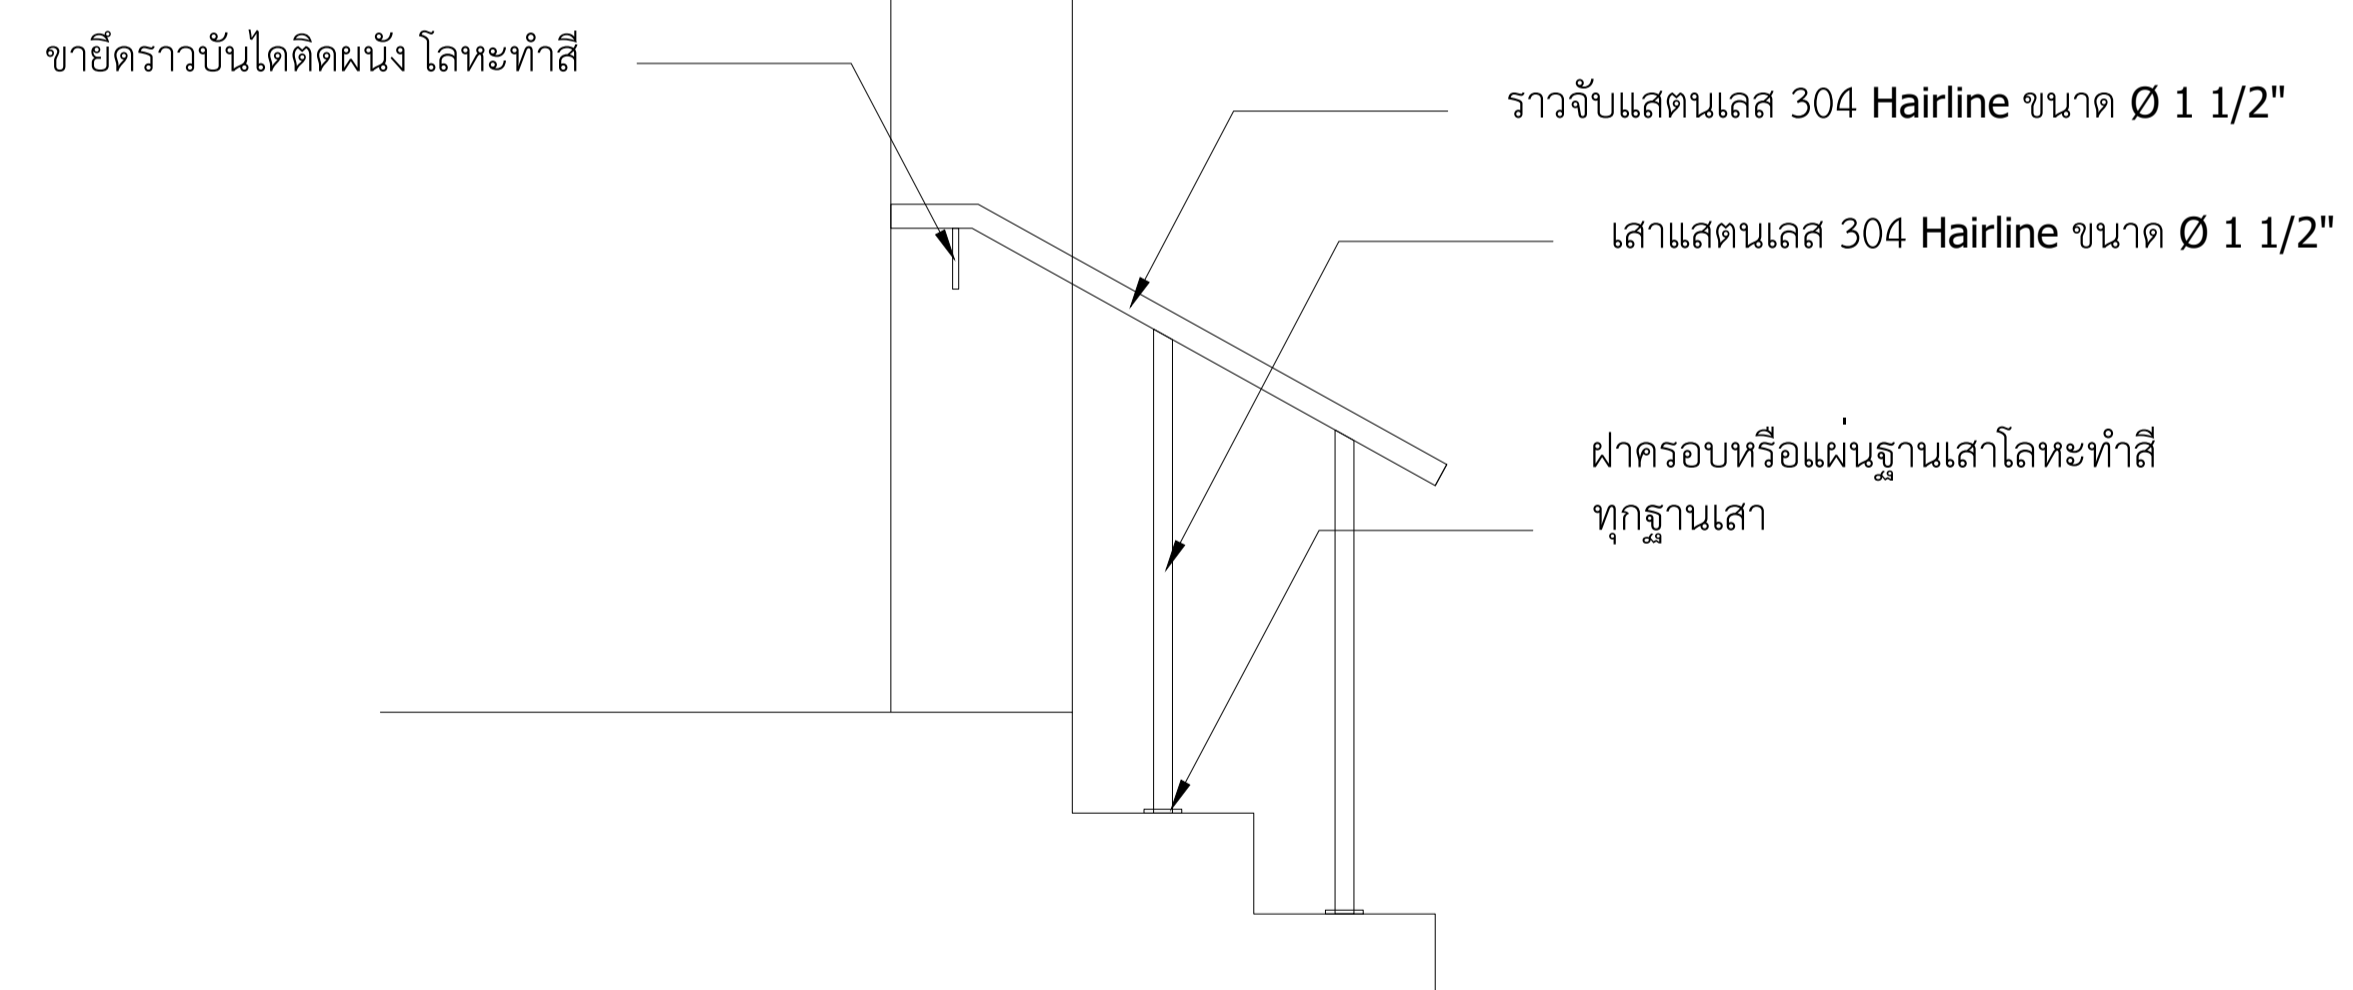 ขายึดราวบันไดติดผนัง โลหะทำสี
ราวจับแสตนเลส 304 Hairline ขนาด Ø 1 1/2"
เสาแสตนเลส 304 Hairline ขนาด Ø 1 1/2"
ฝาครอบหรือแผ่นฐานเสาโลหะทำสี
ทุกฐานเสา